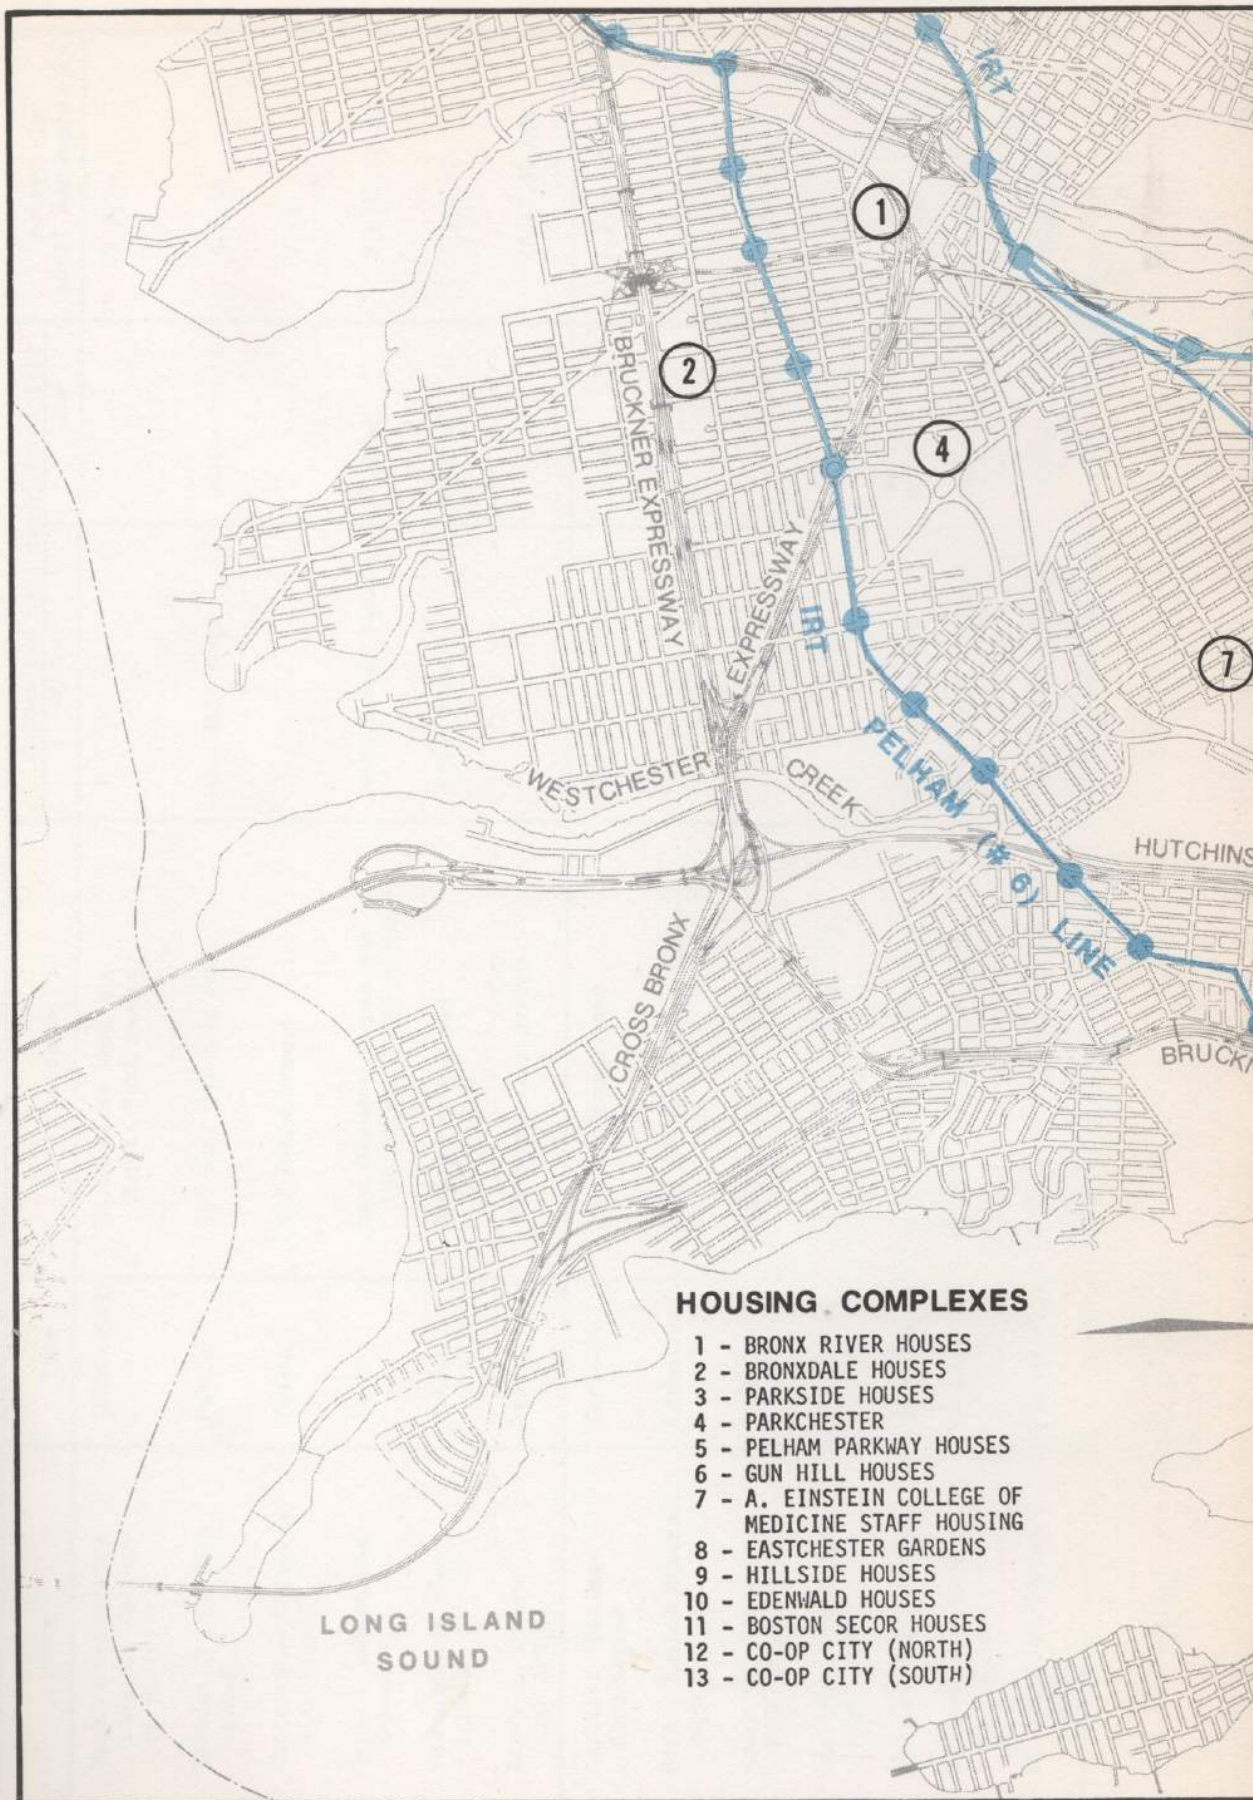 IRT
1
2
BRUCKNER EXPRESSWAY
4
EXPRESSWAY
IRT
7
WESTCHESTER
CREEK
PELHAM (# 6) LINE
HUTCHINS
CROSS BRONX
BRUCKN
HOUSING COMPLEXES
1 - BRONX RIVER HOUSES
2 - BRONXDALE HOUSES
3 - PARKSIDE HOUSES
4 - PARKCHESTER
5 - PELHAM PARKWAY HOUSES
6 - GUN HILL HOUSES
7 - A. EINSTEIN COLLEGE OF
MEDICINE STAFF HOUSING
8 - EASTCHESTER GARDENS
9 - HILLSIDE HOUSES
10 - EDENWALD HOUSES
11 - BOSTON SECOR HOUSES
12 - CO-OP CITY (NORTH)
13 - CO-OP CITY (SOUTH)
LONG ISLAND
SOUND